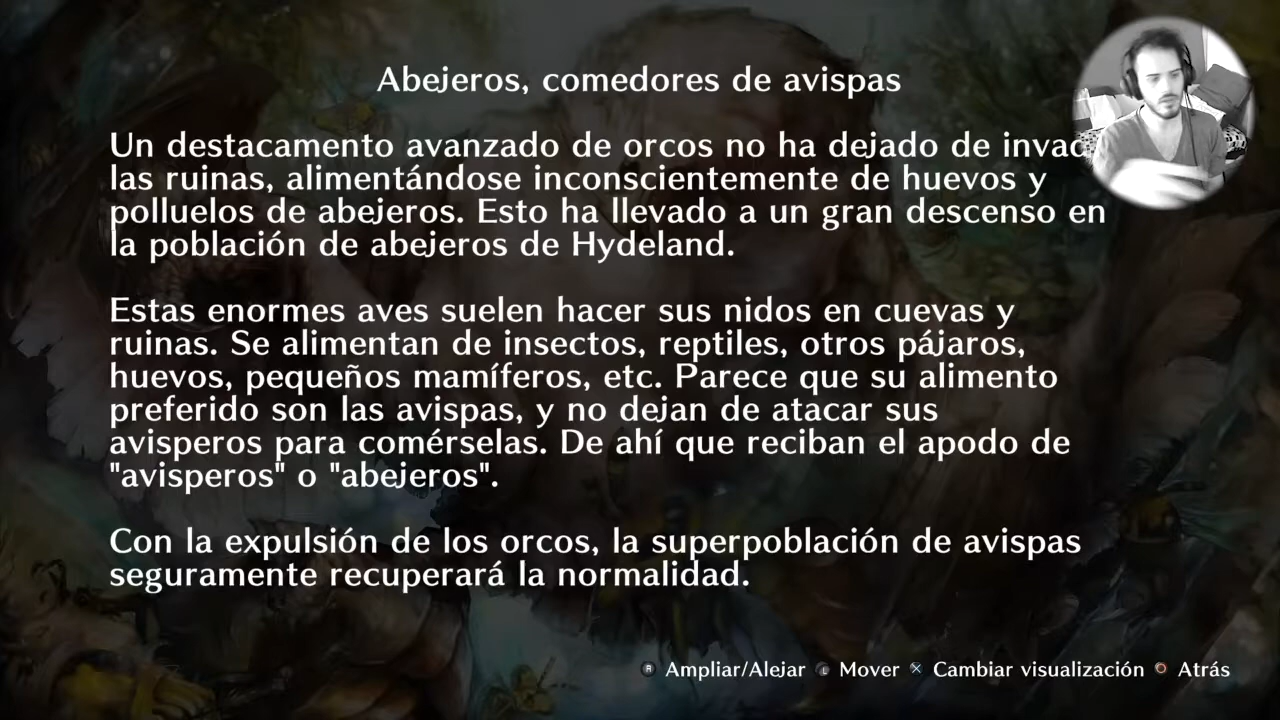 Abejeros, comedores de avispas
Un destacamento avanzado de orcos no ha dejado de
las ruinas, alimentándose inconscientemente de huevos y
polluelos de abejeros. Esto ha llevado a un gran descenso en
la población de abejeros de Hydeland.
Estas enormes aves suelen hacer sus nidos en cuevas y
ruinas. Se alimentan de insectos, reptiles, otros pájaros,
huevos, pequeños mamíferos, etc. Parece que su alimento
preferido son las avispas, y no dejan de atacar sus
avisperos para comérselas. De ahí que reciban el apodo de
"avisperos" o "abejeros".
Con la expulsión de los orcos, la superpoblación de avispas
seguramente recuperará la normalidad.
R Ampliar/Alejar L Mover X Cambiar visualización O Atrás